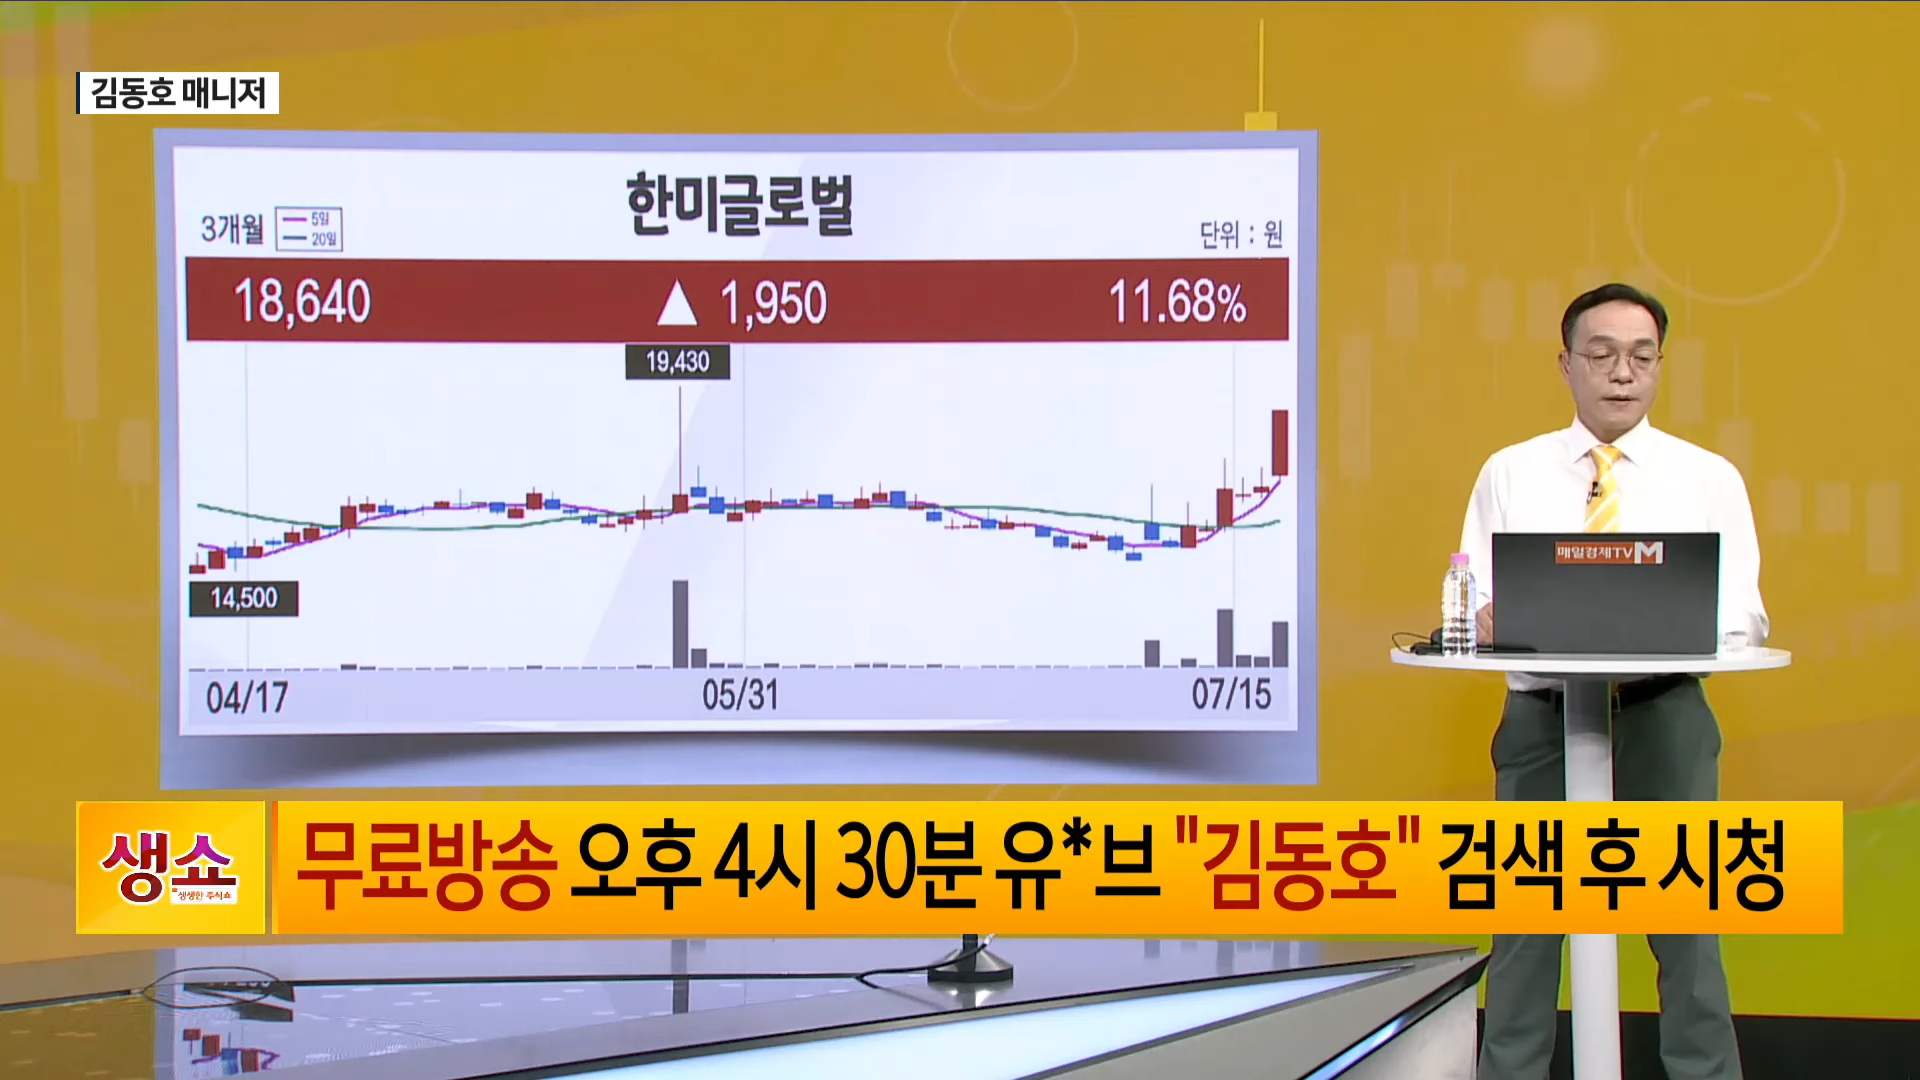 김동호 매니저
한미글로벌
3개월
5일
20일
단위 : 원
18,640 ▲ 1,950 11.68%
19,430
14,500
04/17 05/31 07/15
매일경제TV M
생쇼
생생한 주식쇼
무료방송 오후 4시 30분 유*브 "김동호" 검색 후 시청